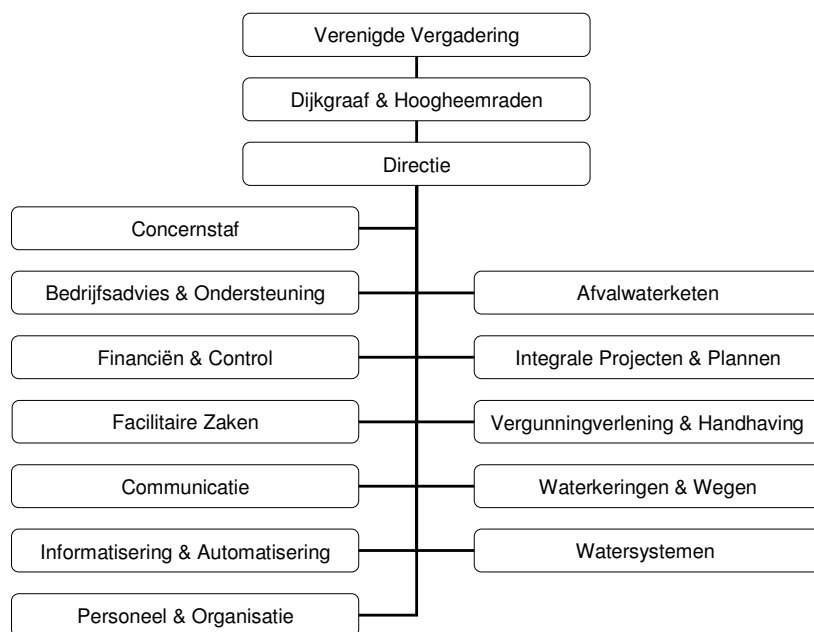 Verenigde Vergadering
Dijkgraaf & Hoogheemraden
Directie
Concernstaf
Bedrijfsadvies & Ondersteuning
Afvalwaterketen
Financiën & Control
Integrale Projecten & Plannen
Facilitaire Zaken
Vergunningverlening & Handhaving
Communicatie
Waterkeringen & Wegen
Informatisering & Automatisering
Watersystemen
Personeel & Organisatie